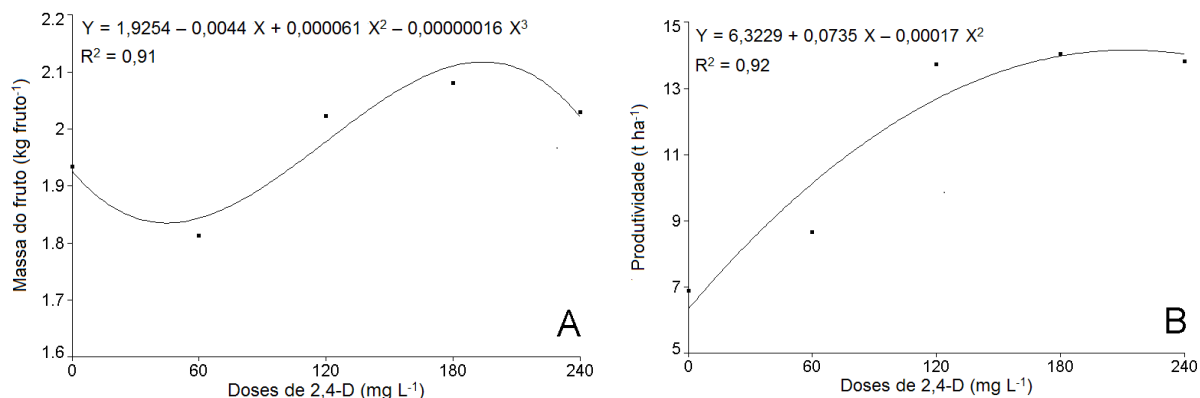 Y = 1,9254 – 0,0044 X + 0,000061 X² – 0,00000016 X³
R² = 0,91
2.2
2.1
2
1.9
1.8
1.7
1.6
0 60 120 180 240
Massa do fruto (kg fruto⁻¹)
Doses de 2,4-D (mg L⁻¹)
A
Y = 6,3229 + 0,0735 X – 0,00017 X²
R² = 0,92
15
13
11
9
7
5
0 60 120 180 240
Produtividade (t ha⁻¹)
Doses de 2,4-D (mg L⁻¹)
B